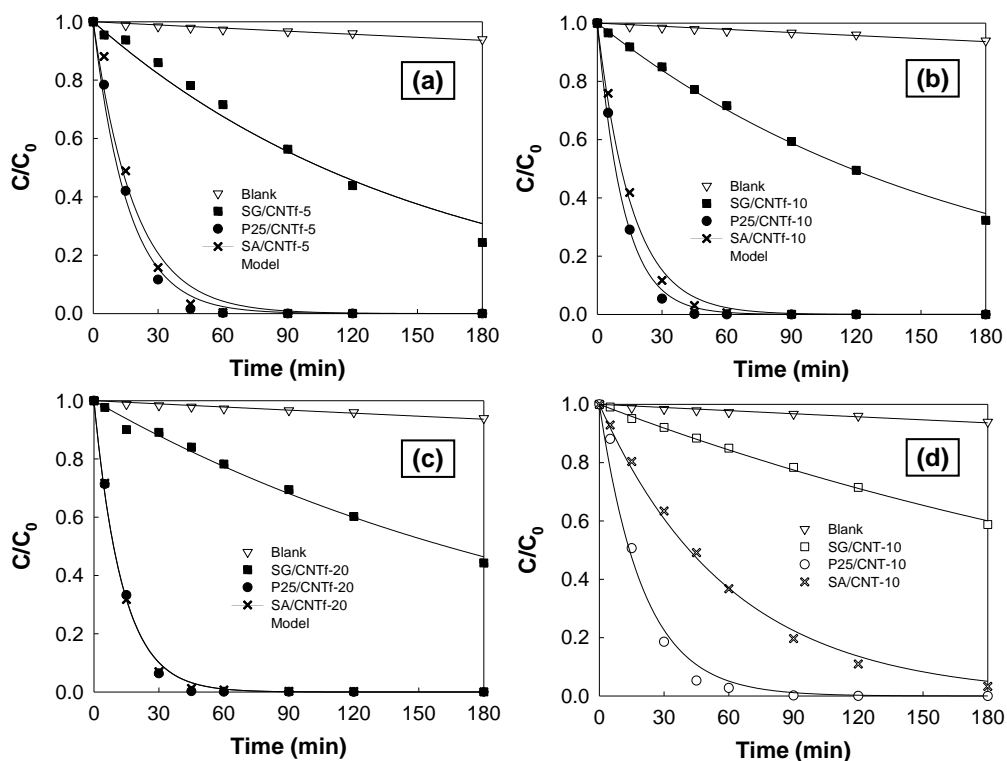 1.0
0.8
0.6
0.4
0.2
0.0
C/C0
(a)
Blank
SG/CNTf-5
P25/CNTf-5
SA/CNTf-5
Model
0 30 60 90 120 150 180
Time (min)
1.0
0.8
0.6
0.4
0.2
0.0
C/C0
(b)
Blank
SG/CNTf-10
P25/CNTf-10
SA/CNTf-10
Model
0 30 60 90 120 150 180
Time (min)
1.0
0.8
0.6
0.4
0.2
0.0
C/C0
(c)
Blank
SG/CNTf-20
P25/CNTf-20
SA/CNTf-20
Model
0 30 60 90 120 150 180
Time (min)
1.0
0.8
0.6
0.4
0.2
0.0
C/C0
(d)
Blank
SG/CNT-10
P25/CNT-10
SA/CNT-10
0 30 60 90 120 150 180
Time (min)